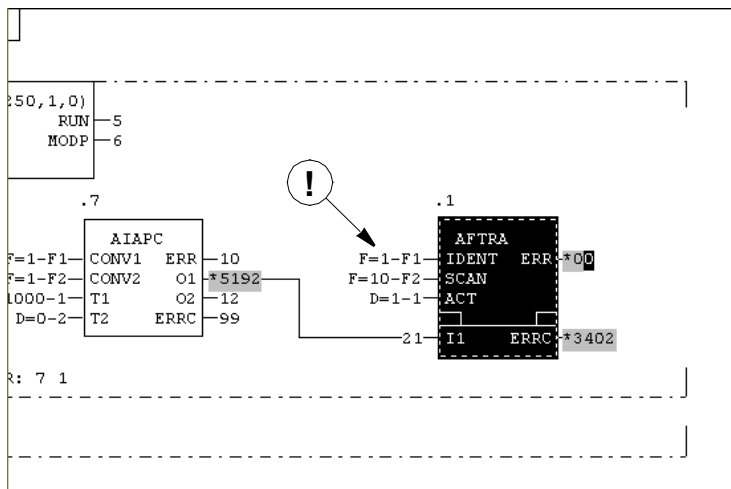 250,1,0)
RUN 5
MODP 6
!
.7
.1
AIAPC
AFTRA
F=1-F1 CONV1 ERR 10
F=1-F1 IDENT ERR *00
F=1-F2 CONV2 O1 *5192
F=10-F2 SCAN
1000-1 T1 O2 12
D=1-1 ACT
D=0-2 T2 ERRC 99
21 I1 ERRC *3402
R: 7 1